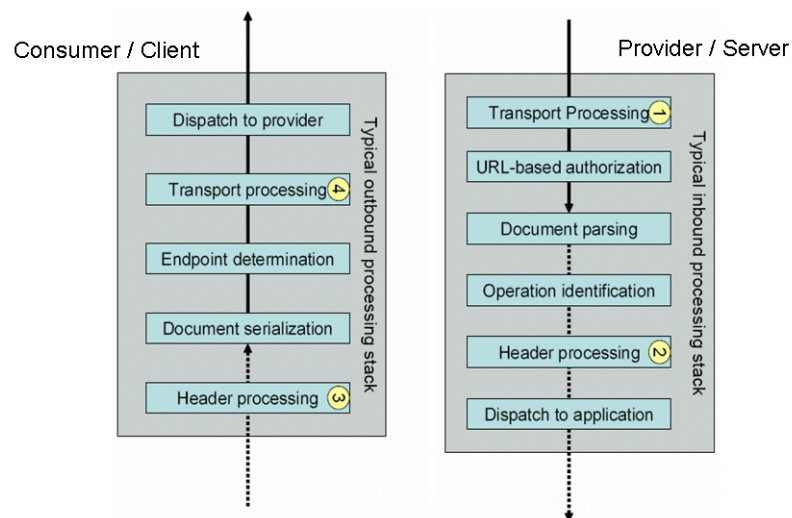 Consumer / Client
Provider / Server
Dispatch to provider
Transport processing 4
Endpoint determination
Document serialization
Header processing 3
Typical outbound processing stack
Transport Processing 1
URL-based authorization
Document parsing
Operation identification
Header processing 2
Dispatch to application
Typical inbound processing stack